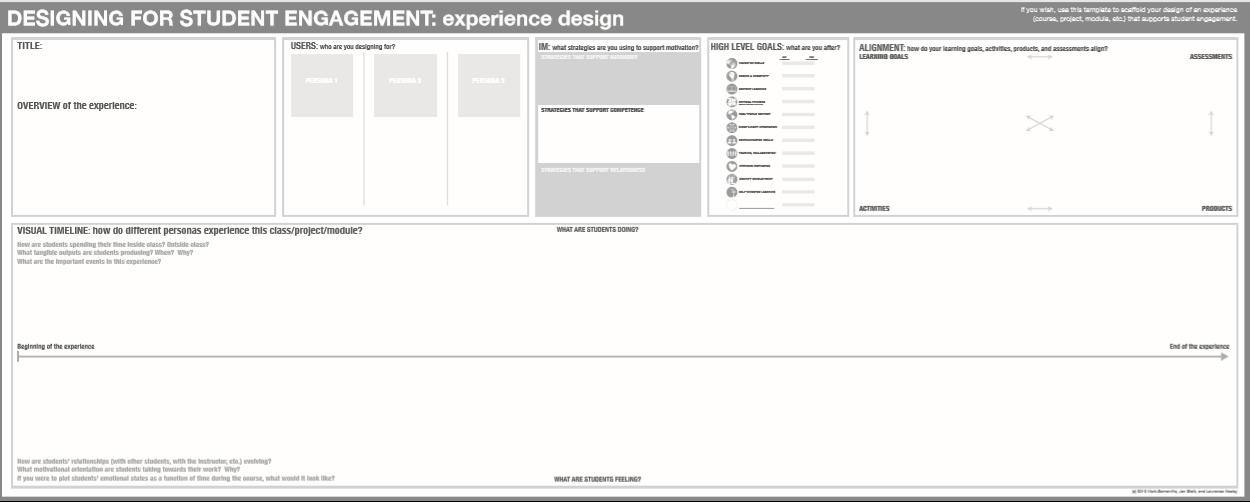 DESIGNING FOR STUDENT ENGAGEMENT: experience design
If you wish, use this template to scaffold your design of an experience
(course, project, module, etc.) that supports student engagement.
TITLE:
OVERVIEW of the experience:
USERS: who are you designing for?
PERSONA 1
PERSONA 2
PERSONA 3
IM: what strategies are you using to support motivation?
STRATEGIES THAT SUPPORT AUTONOMY
STRATEGIES THAT SUPPORT COMPETENCE
STRATEGIES THAT SUPPORT RELATEDNESS
HIGH LEVEL GOALS: what are you after?
ALIGNMENT: how do your learning goals, activities, products, and assessments align?
LEARNING GOALS
ASSESSMENTS
ACTIVITIES
PRODUCTS
VISUAL TIMELINE: how do different personas experience this class/project/module?
WHAT ARE STUDENTS DOING?
How are students spending their time inside class? Outside class?
What tangible outputs are students producing? When? Why?
What are the important events in this experience?
Beginning of the experience
End of the experience
How are students' relationships (with other students, with the instructor, etc.) evolving?
What motivational orientation are students taking towards their work? Why?
If you were to plot students' emotional states as a function of time during the course, what would it look like?
WHAT ARE STUDENTS FEELING?